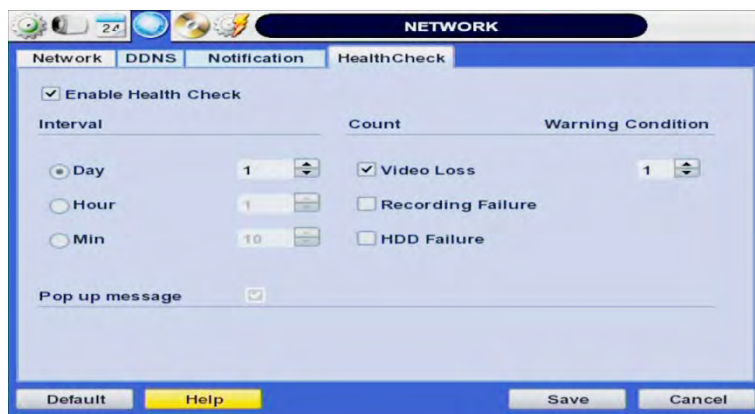 24
NETWORK
Network DDNS Notification HealthCheck
Enable Health Check
Interval Count Warning Condition
Day 1 Video Loss 1
Hour 1 Recording Failure
Min 10 HDD Failure
Pop up message
Default Help Save Cancel